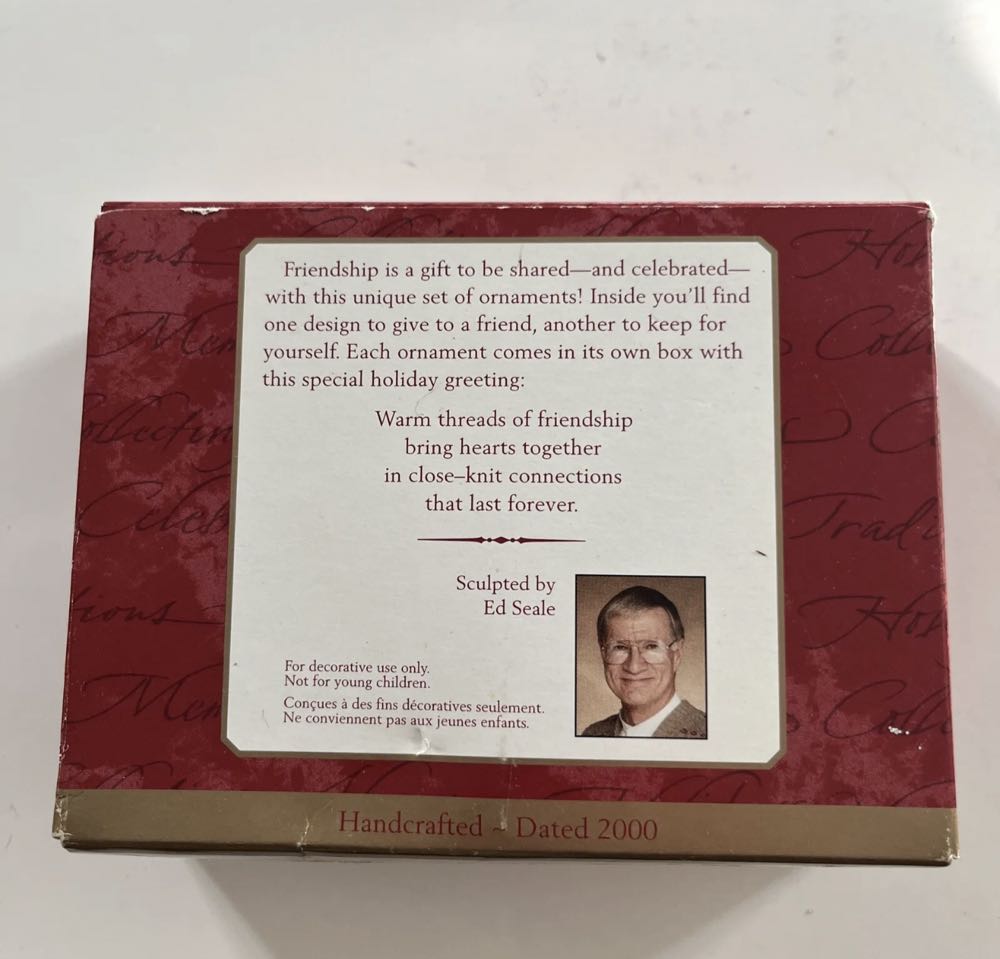 Friendship is a gift to be shared—and celebrated—
with this unique set of ornaments! Inside you'll find
one design to give to a friend, another to keep for
yourself. Each ornament comes in its own box with
this special holiday greeting:
Warm threads of friendship
bring hearts together
in close–knit connections
that last forever.
Sculpted by
Ed Seale
For decorative use only.
Not for young children.
Conçues à des fins décoratives seulement.
Ne conviennent pas aux jeunes enfants.
Handcrafted ~ Dated 2000